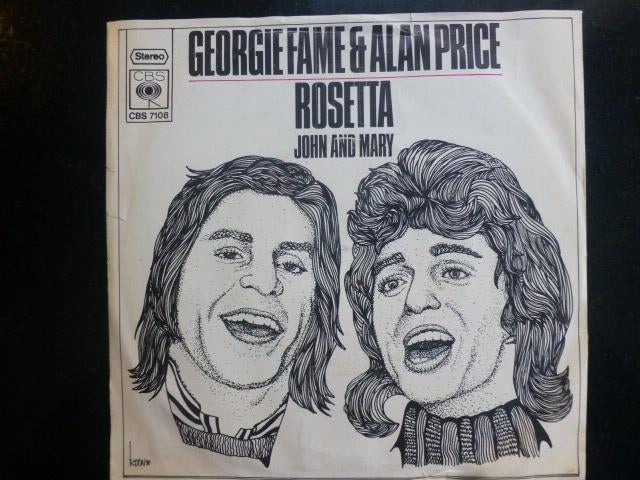 GEORGIE FAME & ALAN PRICE
ROSETTA
JOHN AND MARY
Stereo
CBS
CBS 7108